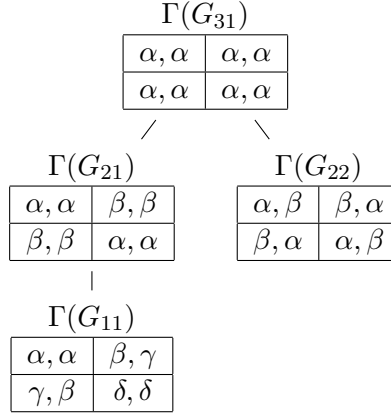 Γ(G₃₁)
α, α α, α
α, α α, α
Γ(G₂₁) Γ(G₂₂)
α, α β, β α, β β, α
β, β α, α β, α α, β
Γ(G₁₁)
α, α β, γ
γ, β δ, δ